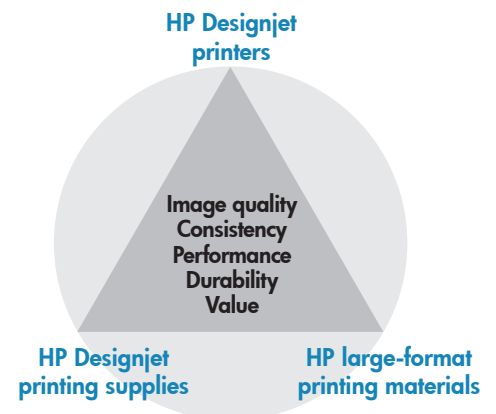 HP Designjet
printers
Image quality
Consistency
Performance
Durability
Value
HP Designjet
printing supplies
HP large-format
printing materials